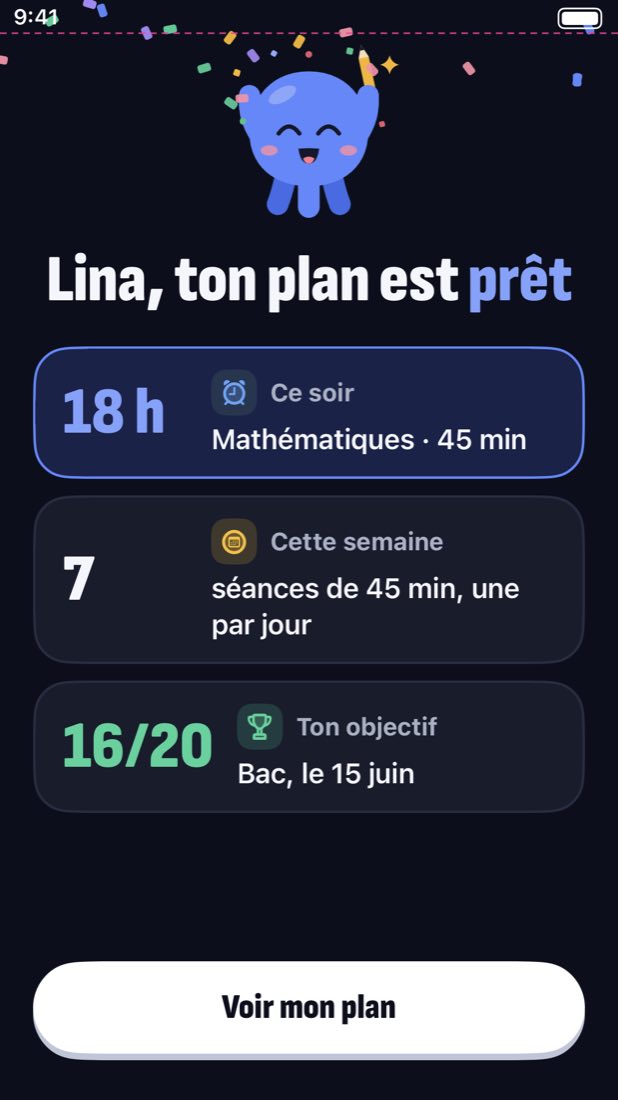 9:41
Lina, ton plan est prêt
18 h
Ce soir
Mathématiques · 45 min
7
Cette semaine
séances de 45 min, une
par jour
16/20
Ton objectif
Bac, le 15 juin
Voir mon plan